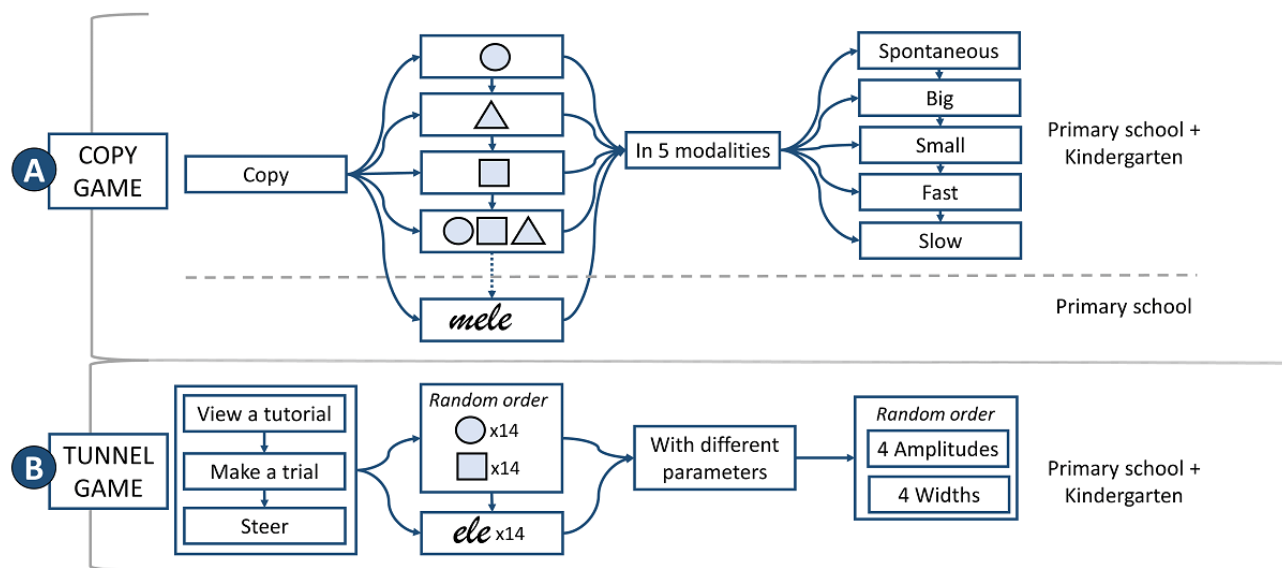 A
COPY
GAME
Copy
mele
In 5 modalities
Spontaneous
Big
Small
Fast
Slow
Primary school +
Kindergarten
Primary school
B
TUNNEL
GAME
View a tutorial
Make a trial
Steer
Random order
x14
x14
ele x14
With different
parameters
Random order
4 Amplitudes
4 Widths
Primary school +
Kindergarten